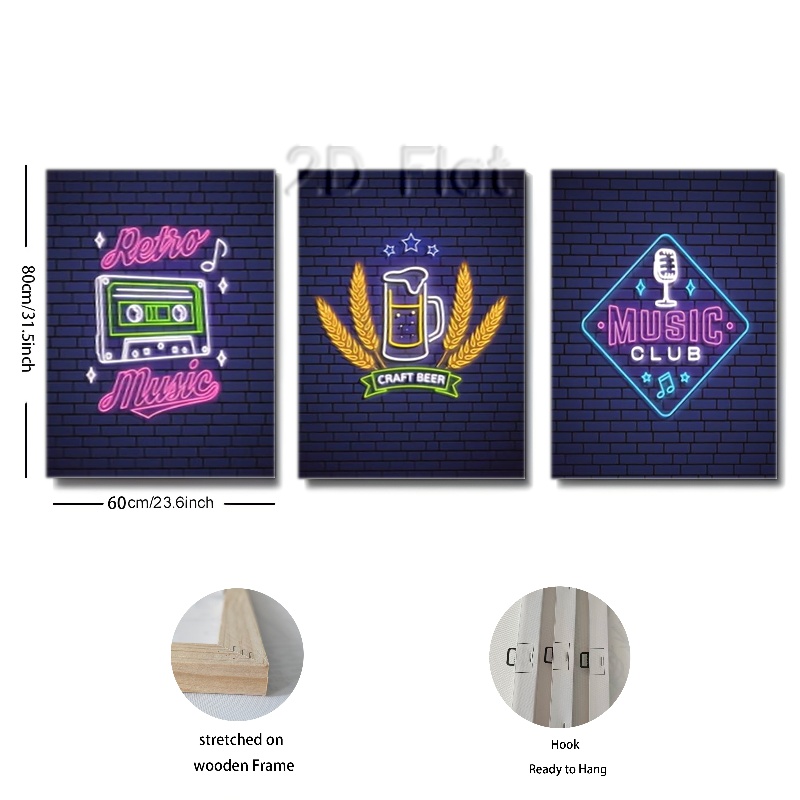 2D Flat
Retro
Music
CRAFT BEER
MUSIC
CLUB
80cm/31.5inch
60cm/23.6inch
stretched on
wooden Frame
Hook
Ready to Hang